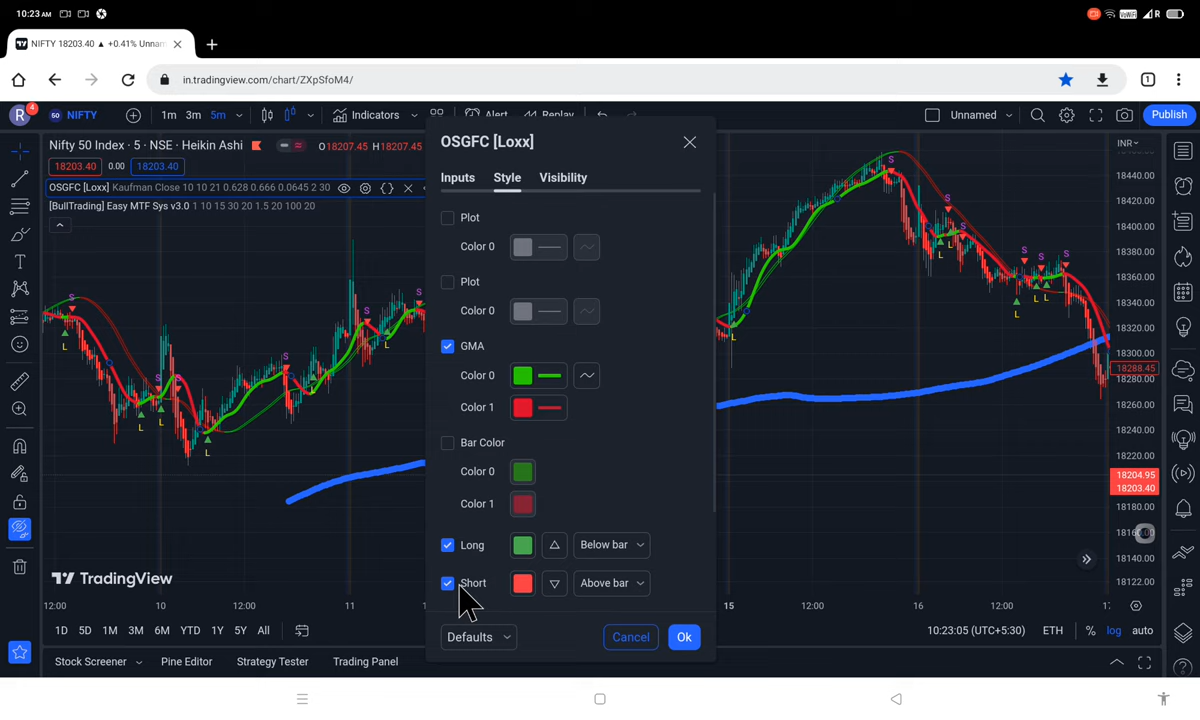 10:23 AM
VoWiFi R
NIFTY 18203.40 ▲ +0.41% Unnam
in.tradingview.com/chart/ZXpSfoM4/
1
R 4 50 NIFTY 1m 3m 5m Indicators Alert Replay Unnamed Publish
Nifty 50 Index · 5 · NSE · Heikin Ashi O18207.45 H18207.45
18203.40 0.00 18203.40
OSGFC [Loxx] Kaufman Close 10 10 21 0.628 0.666 0.0645 2 30
[BullTrading] Easy MTF Sys v3.0 1 10 15 30 20 1.5 20 100 20
OSGFC [Loxx]
Inputs Style Visibility
Plot
Color 0
Plot
Color 0
GMA
Color 0
Color 1
Bar Color
Color 0
Color 1
Long Below bar
Short Above bar
Defaults Cancel Ok
INR
18440.00
18420.00
18400.00
18380.00
18360.00
18340.00
18320.00
18300.00
18288.45
18280.00
18260.00
18240.00
18220.00
18204.95
18203.40
18180.00
18160.00
18140.00
18122.00
S S S S S S S S S S S
L L L L L L L L L L L
TradingView
12:00 10 12:00 11 15 12:00 16 12:00
1D 5D 1M 3M 6M YTD 1Y 5Y All 10:23:05 (UTC+5:30) ETH % log auto
Stock Screener Pine Editor Strategy Tester Trading Panel